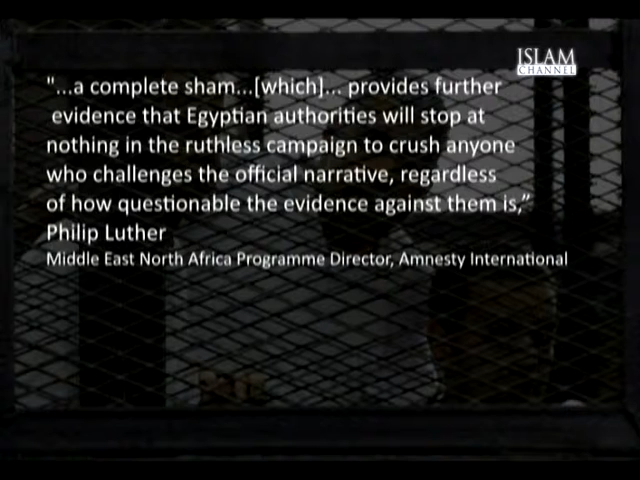 ISLAM
CHANNEL
"...a complete sham...[which]... provides further
evidence that Egyptian authorities will stop at
nothing in the ruthless campaign to crush anyone
who challenges the official narrative, regardless
of how questionable the evidence against them is,”
Philip Luther
Middle East North Africa Programme Director, Amnesty International